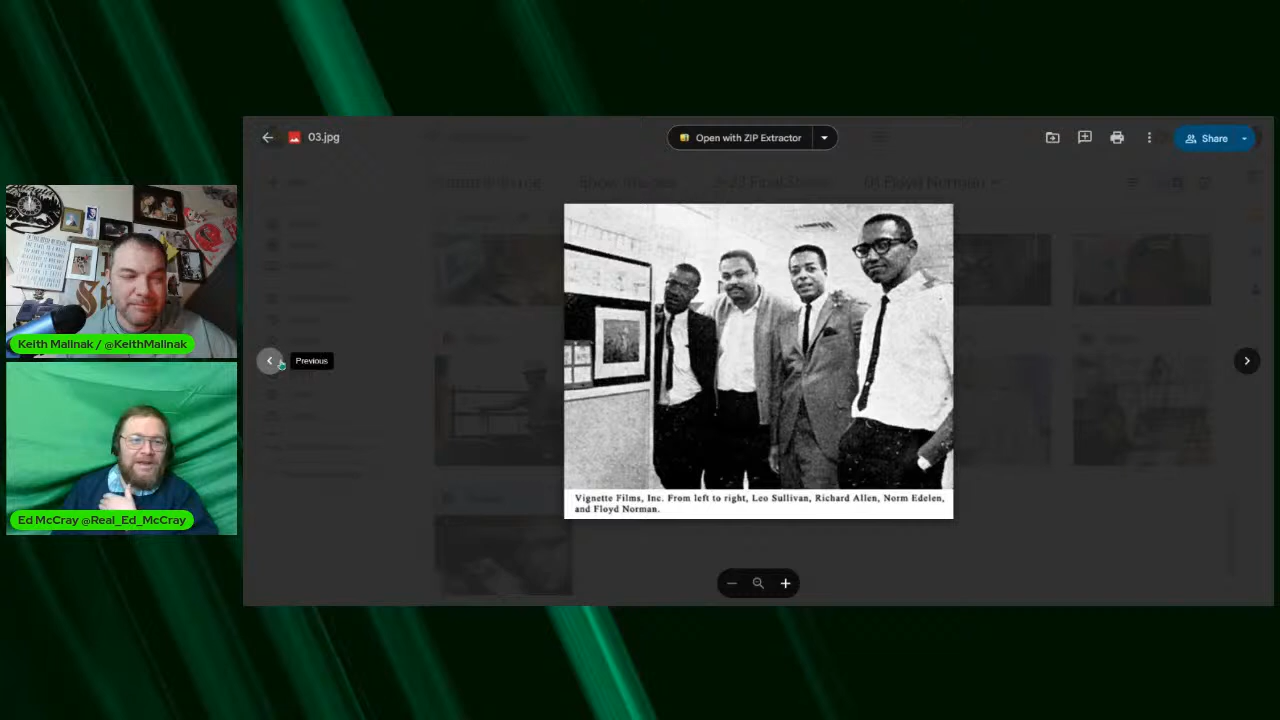 03.jpg
Open with ZIP Extractor
Share
Previous
Vignette Films, Inc. From left to right, Leo Sullivan, Richard Allen, Norm Edelen,
and Floyd Norman.
Keith Malinak / @KeithMalinak
Ed McCray @Real_Ed_McCray